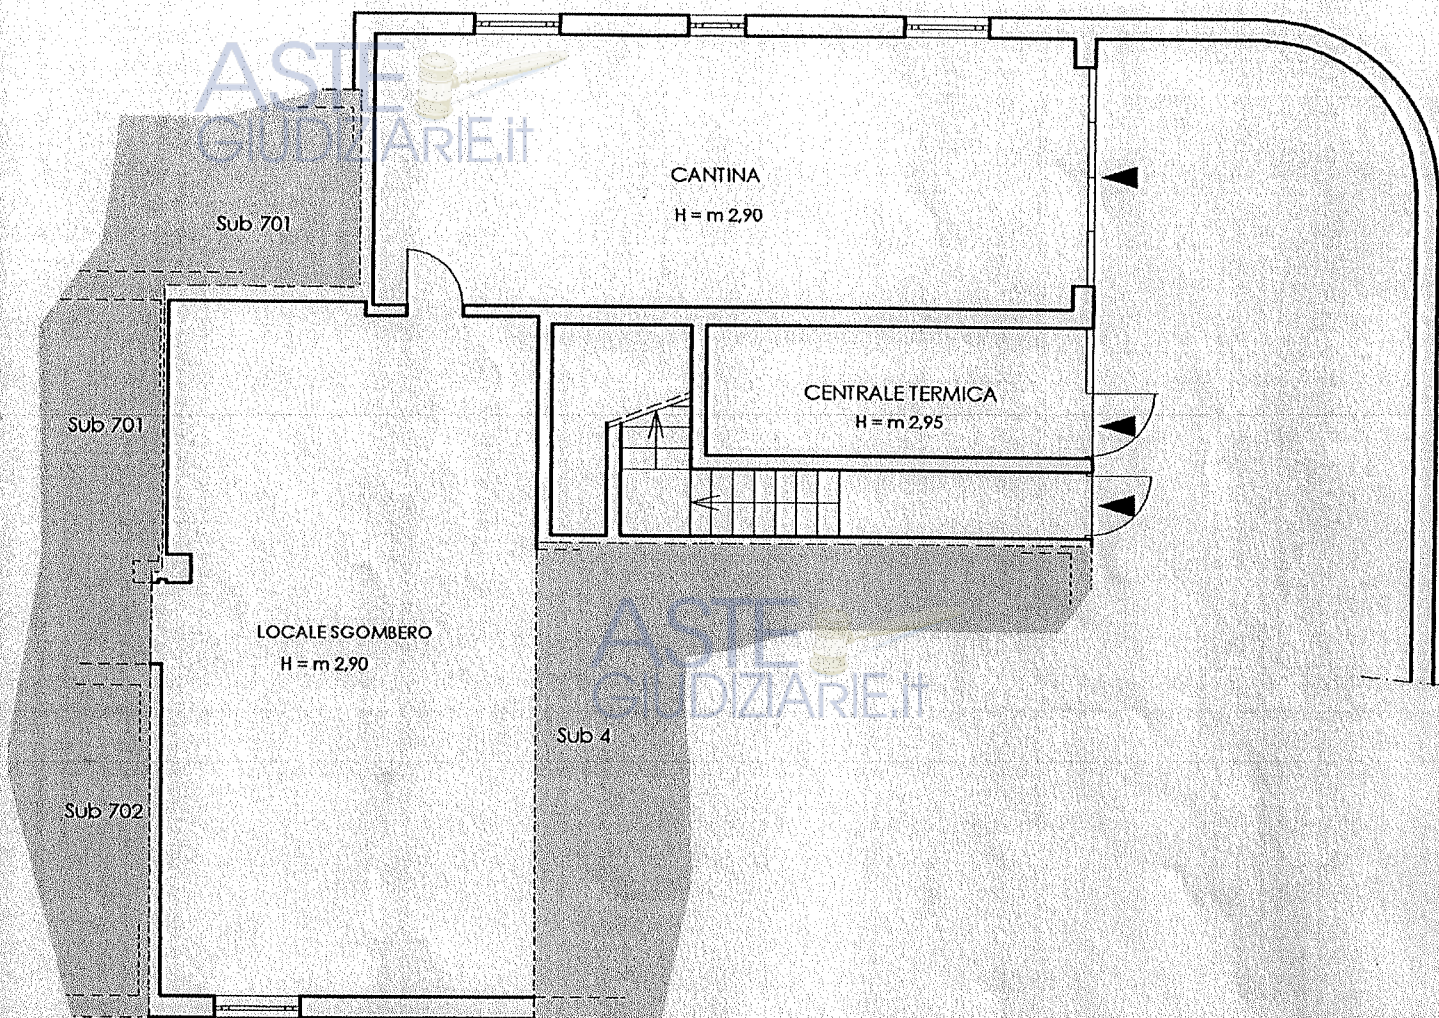 ASTE
GIUDIZIARIE.it
CANTINA
H = m 2,90
Sub 701
CENTRALE TERMICA
H = m 2,95
Sub 701
LOCALE SGOMBERO
H = m 2,90
ASTE
GIUDIZIARIE.it
Sub 4
Sub 702